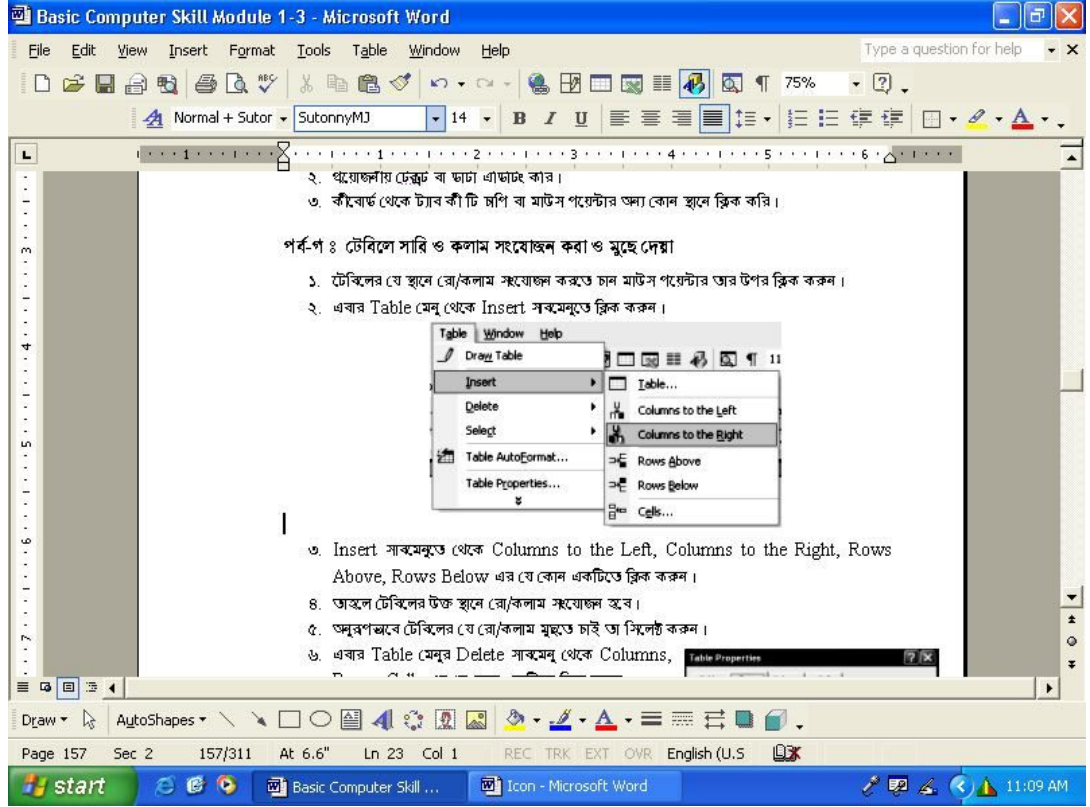 Basic Computer Skill Module 1-3 - Microsoft Word
File Edit View Insert Format Tools Table Window Help
Type a question for help
75%
Normal + Sutor SutonnyMJ 14 B I U
২. প্রয়োজনীয় টেক্সট বা ডাটা এডিটিং করি।
৩. কীবোর্ড থেকে ট্যাব কী টি চাপি বা মাউস পয়েন্টার অন্য কোন স্থানে ক্লিক করি।
পর্ব-গ ঃ টেবিলে সারি ও কলাম সংযোজন করা ও মুছে দেয়া
১. টেবিলের যে স্থানে রো/কলাম সংযোজন করতে চান মাউস পয়েন্টার তার উপর ক্লিক করুন।
২. এবার Table মেনু থেকে Insert সাবমেনুতে ক্লিক করুন।
Table Window Help
Draw Table
11
Insert
Table...
Delete
Columns to the Left
Select
Columns to the Right
Table AutoFormat...
Rows Above
Table Properties...
Rows Below
Cells...
৩. Insert সাবমেনুতে থেকে Columns to the Left, Columns to the Right, Rows
Above, Rows Below এর যে কোন একটিতে ক্লিক করুন।
৪. তাহলে টেবিলের উক্ত স্থানে রো/কলাম সংযোজন হবে।
৫. অনুরূপভাবে টেবিলের যে রো/কলাম মুছতে চাই তা সিলেক্ট করুন।
৬. এবার Table মেনুর Delete সাবমেনু থেকে Columns,
Table Properties
Draw AutoShapes
Page 157 Sec 2 157/311 At 6.6" Ln 23 Col 1 REC TRK EXT OVR English (U.S
start Basic Computer Skill ... Icon - Microsoft Word 11:09 AM